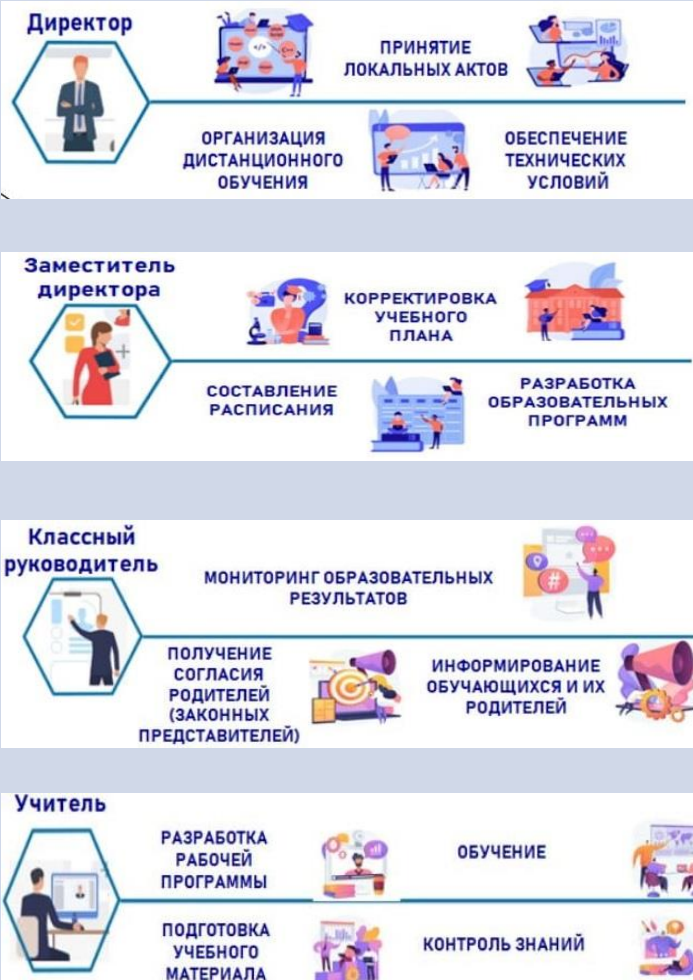 Директор
ПРИНЯТИЕ
ЛОКАЛЬНЫХ АКТОВ
ОРГАНИЗАЦИЯ
ДИСТАНЦИОННОГО
ОБУЧЕНИЯ
ОБЕСПЕЧЕНИЕ
ТЕХНИЧЕСКИХ
УСЛОВИЙ
Заместитель
директора
КОРРЕКТИРОВКА
УЧЕБНОГО
ПЛАНА
СОСТАВЛЕНИЕ
РАСПИСАНИЯ
РАЗРАБОТКА
ОБРАЗОВАТЕЛЬНЫХ
ПРОГРАММ
Классный
руководитель
МОНИТОРИНГ ОБРАЗОВАТЕЛЬНЫХ
РЕЗУЛЬТАТОВ
ПОЛУЧЕНИЕ
СОГЛАСИЯ
РОДИТЕЛЕЙ
(ЗАКОННЫХ
ПРЕДСТАВИТЕЛЕЙ)
ИНФОРМИРОВАНИЕ
ОБУЧАЮЩИХСЯ И ИХ
РОДИТЕЛЕЙ
Учитель
РАЗРАБОТКА
РАБОЧЕЙ
ПРОГРАММЫ
ОБУЧЕНИЕ
ПОДГОТОВКА
УЧЕБНОГО
МАТЕРИАЛА
КОНТРОЛЬ ЗНАНИЙ